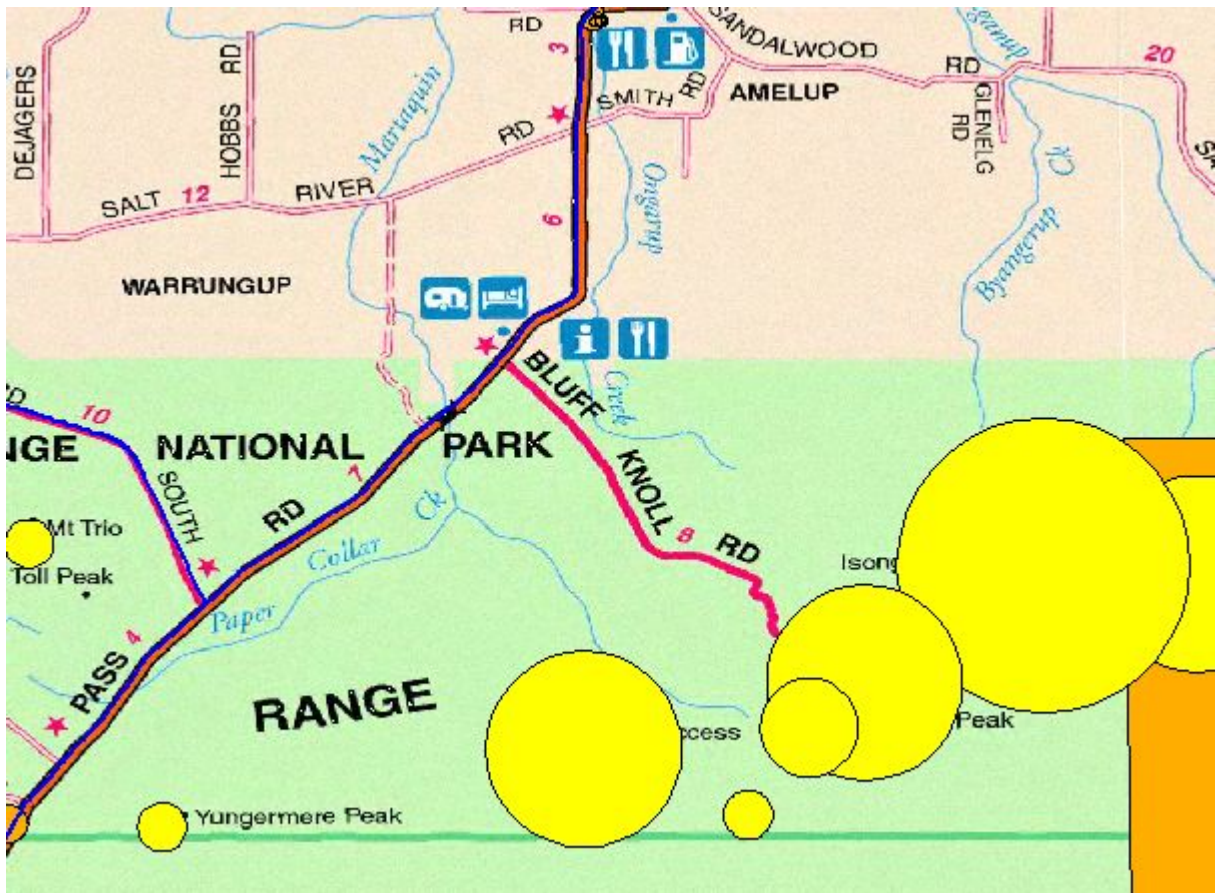 RD
3
SANDALWOOD
RD
20
DEJAGERS
HOBBS RD
Martaquin
RD
SMITH RD
AMELUP
GLENELG
RD
SALT 12 RIVER
6
Ongarup
Creek
Ck
Byangerup
WARRUNGUP
10
BLUFF
KNOLL
8
RD
NGE NATIONAL PARK
SOUTH
RD
7
Ck
Collar
Paper
Mt Trio
Toll Peak
PASS 4
RANGE
Isong
ccess
Peak
Yungermere Peak